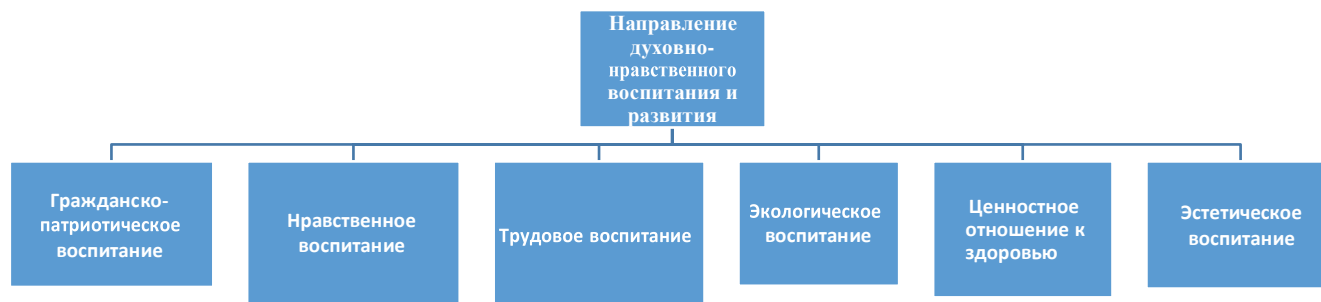 Направление
духовно-
нравственного
воспитания и
развития
Гражданско-
патриотическое
воспитание
Нравственное
воспитание
Трудовое воспитание
Экологическое
воспитание
Ценностное
отношение к
здоровью
Эстетическое
воспитание